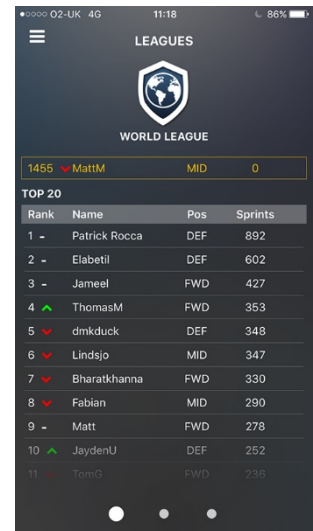 O2-UK 4G 11:18 86%
LEAGUES
WORLD LEAGUE
1455 MattM MID 0
TOP 20
Rank Name Pos Sprints
1 - Patrick Rocca DEF 892
2 - Elabetil DEF 602
3 - Jameel FWD 427
4 ThomasM FWD 353
5 dmkduck DEF 348
6 Lindsjo MID 347
7 Bharatkhanna FWD 330
8 Fabian MID 290
9 - Matt FWD 278
10 JaydenU DEF 252
11 TomG FWD 236